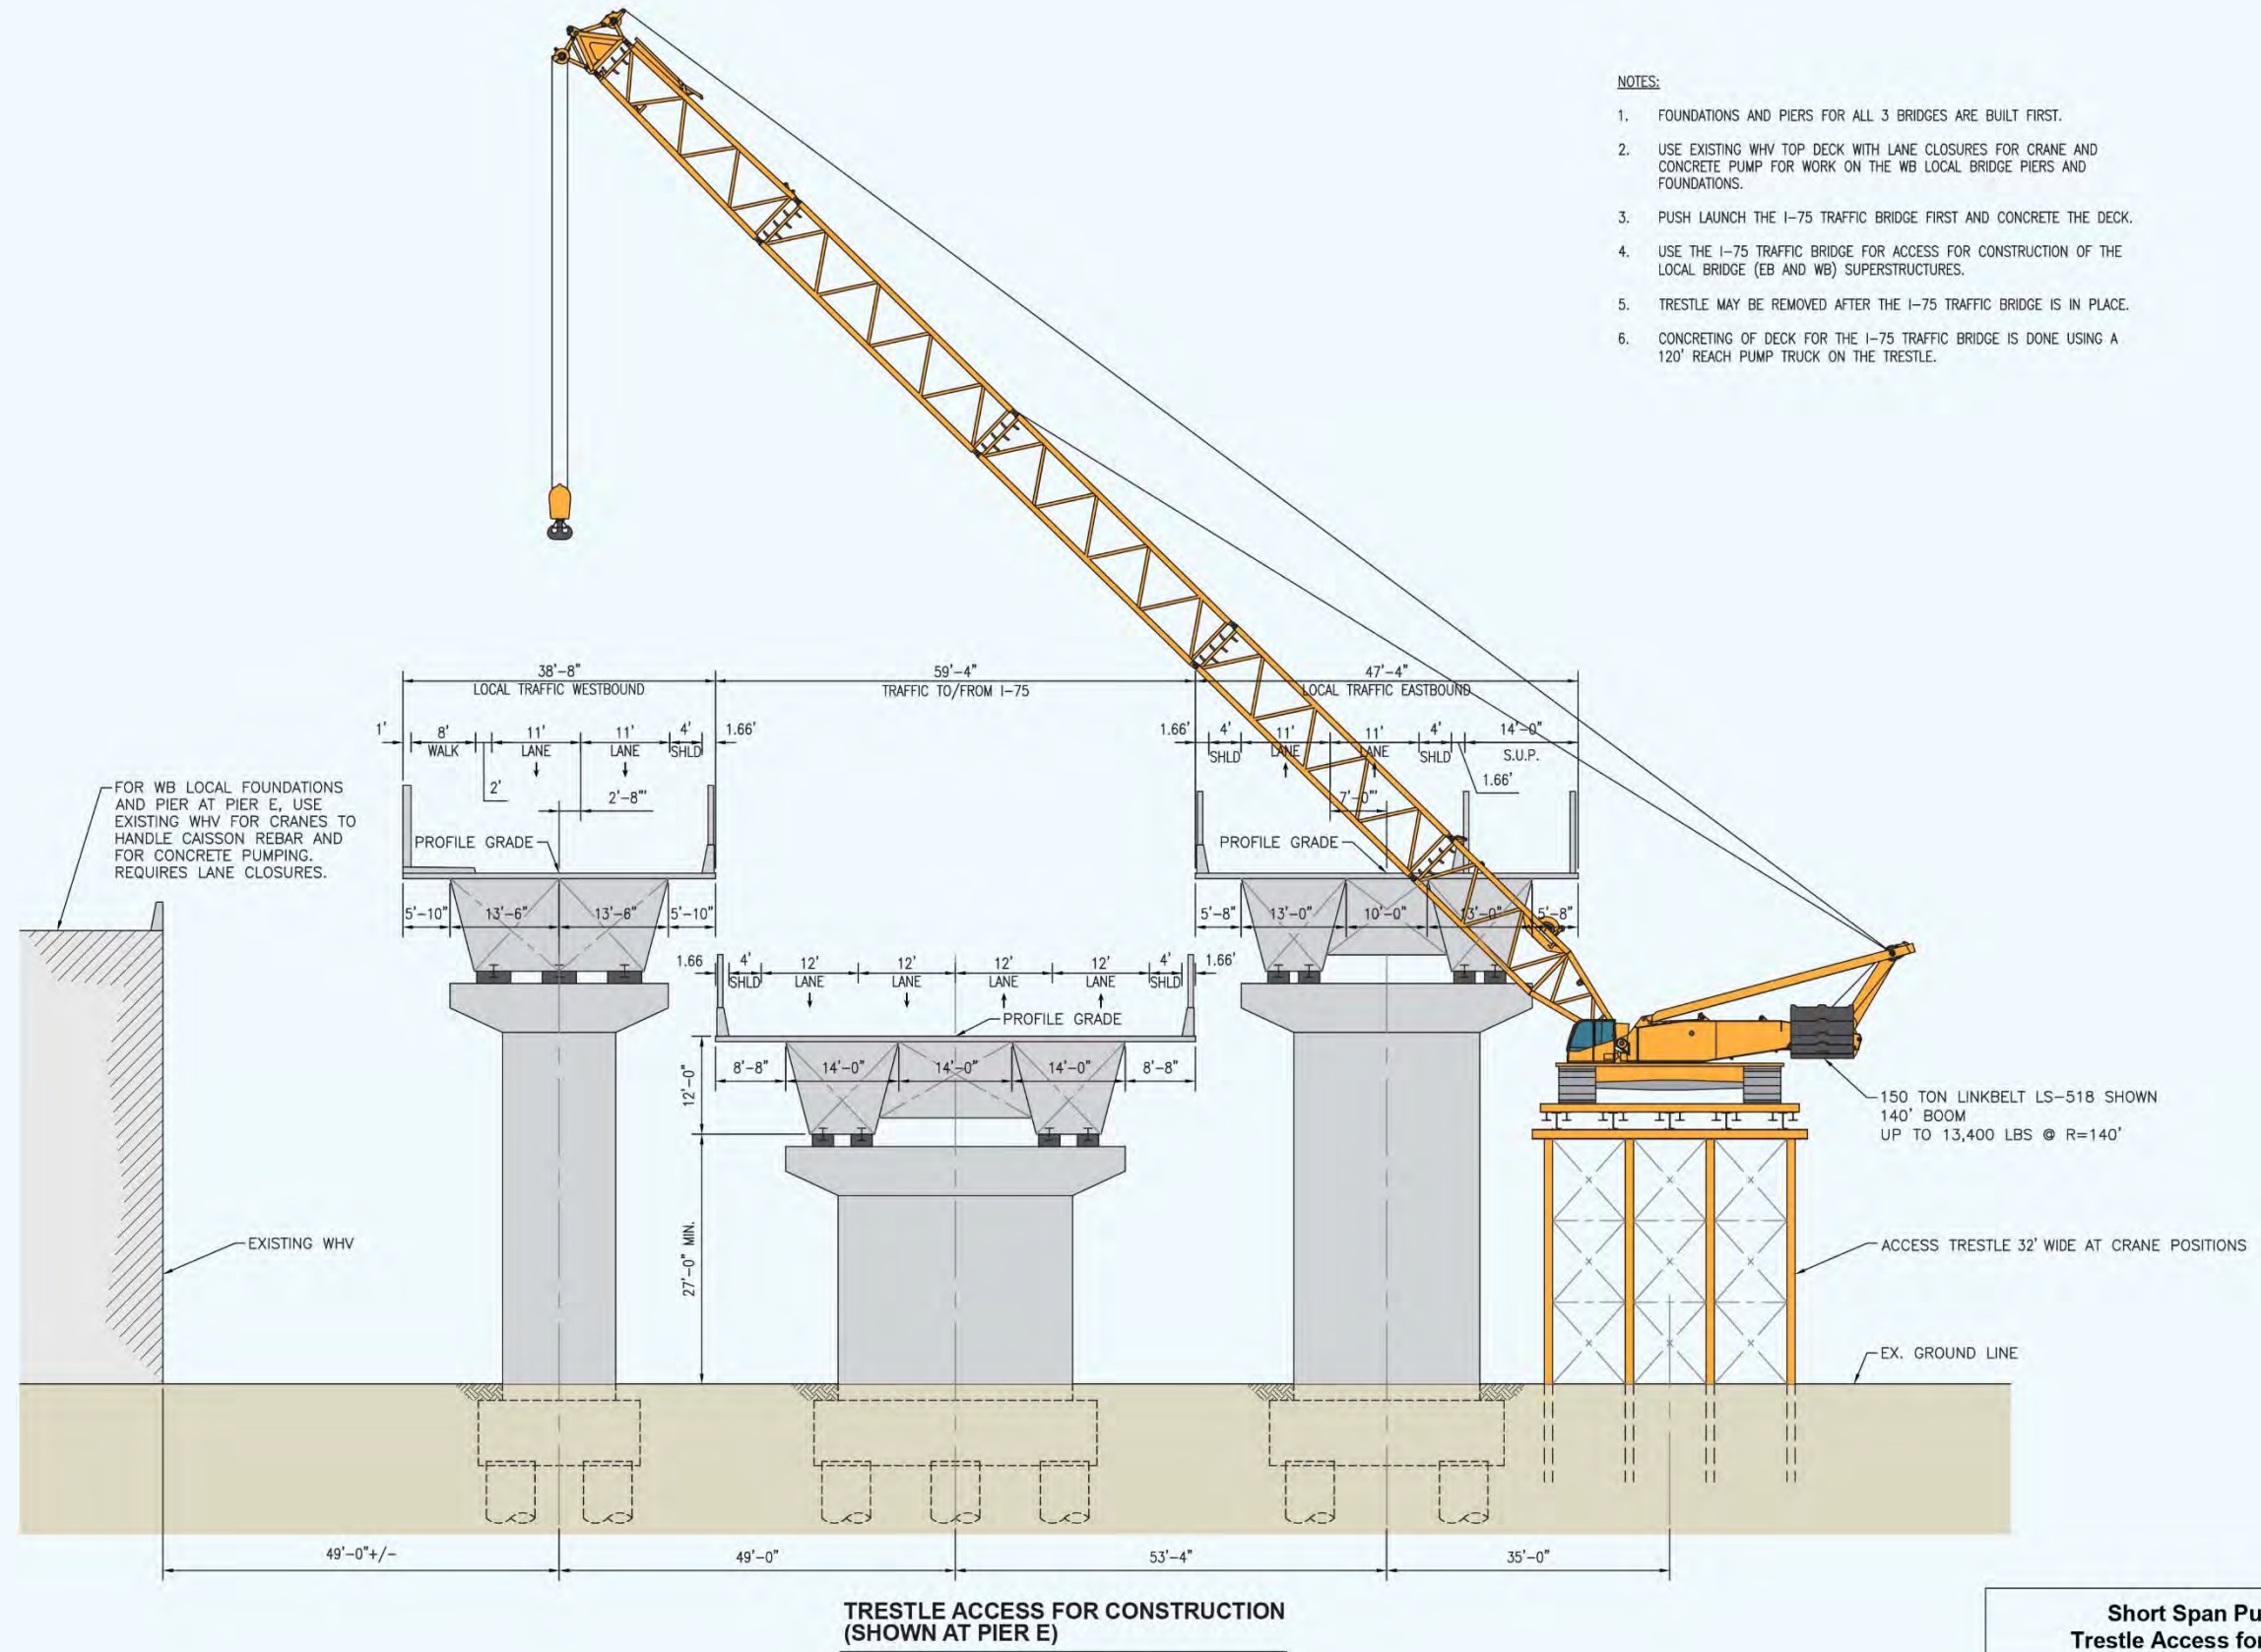 NOTES:
1. FOUNDATIONS AND PIERS FOR ALL 3 BRIDGES ARE BUILT FIRST.
2. USE EXISTING WHV TOP DECK WITH LANE CLOSURES FOR CRANE AND
CONCRETE PUMP FOR WORK ON THE WB LOCAL BRIDGE PIERS AND
FOUNDATIONS.
3. PUSH LAUNCH THE I-75 TRAFFIC BRIDGE FIRST AND CONCRETE THE DECK.
4. USE THE I-75 TRAFFIC BRIDGE FOR ACCESS FOR CONSTRUCTION OF THE
LOCAL BRIDGE (EB AND WB) SUPERSTRUCTURES.
5. TRESTLE MAY BE REMOVED AFTER THE I-75 TRAFFIC BRIDGE IS IN PLACE.
6. CONCRETING OF DECK FOR THE I-75 TRAFFIC BRIDGE IS DONE USING A
120' REACH PUMP TRUCK ON THE TRESTLE.
38'-8" 59'-4" 47'-4"
LOCAL TRAFFIC WESTBOUND TRAFFIC TO/FROM I-75 LOCAL TRAFFIC EASTBOUND
1' 8' 11' 11' 4' 1.66' 1.66' 4' 11' 11' 4' 14'-0"
WALK LANE LANE SHLD SHLD LANE LANE SHLD S.U.P.
2' 2'-8"' 7'-0"' 1.66'
FOR WB LOCAL FOUNDATIONS
AND PIER AT PIER E, USE
EXISTING WHV FOR CRANES TO
HANDLE CAISSON REBAR AND
FOR CONCRETE PUMPING.
REQUIRES LANE CLOSURES.
PROFILE GRADE PROFILE GRADE
5'-10" 13'-6" 13'-6" 5'-10" 5'-8" 13'-0" 10'-0" 13'-0" 5'-8"
1.66 4' 12' 12' 12' 12' 4' 1.66'
SHLD LANE LANE LANE LANE SHLD
PROFILE GRADE
8'-8" 14'-0" 14'-0" 14'-0" 8'-8"
12'-0"
27'-0" MIN.
150 TON LINKBELT LS-518 SHOWN
140' BOOM
UP TO 13,400 LBS @ R=140'
EXISTING WHV
ACCESS TRESTLE 32' WIDE AT CRANE POSITIONS
EX. GROUND LINE
49'-0"+/- 49'-0" 53'-4" 35'-0"
TRESTLE ACCESS FOR CONSTRUCTION
(SHOWN AT PIER E)
Short Span Pu
Trestle Access for